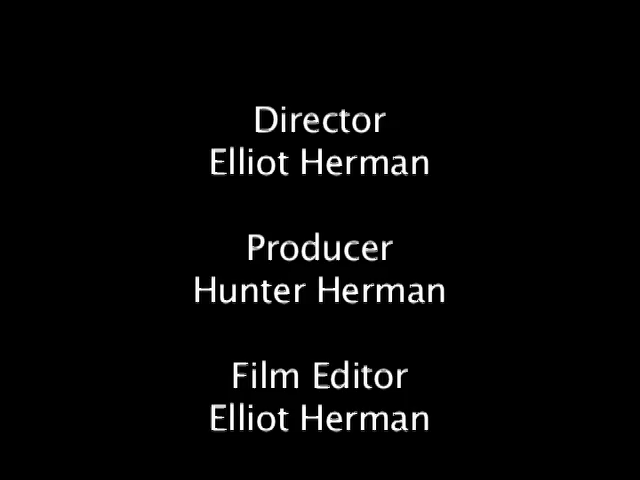 Director
Elliot Herman
Producer
Hunter Herman
Film Editor
Elliot Herman